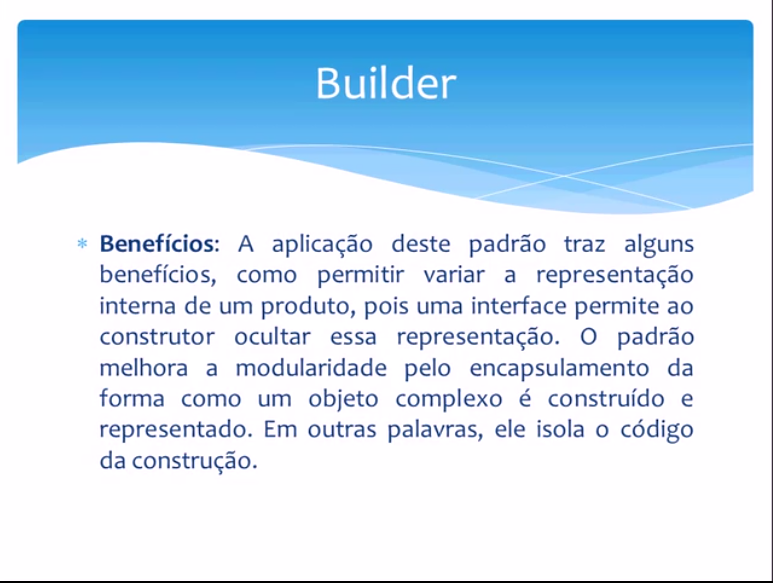 Builder
* Benefícios: A aplicação deste padrão traz alguns
benefícios, como permitir variar a representação
interna de um produto, pois uma interface permite ao
construtor ocultar essa representação. O padrão
melhora a modularidade pelo encapsulamento da
forma como um objeto complexo é construído e
representado. Em outras palavras, ele isola o código
da construção.